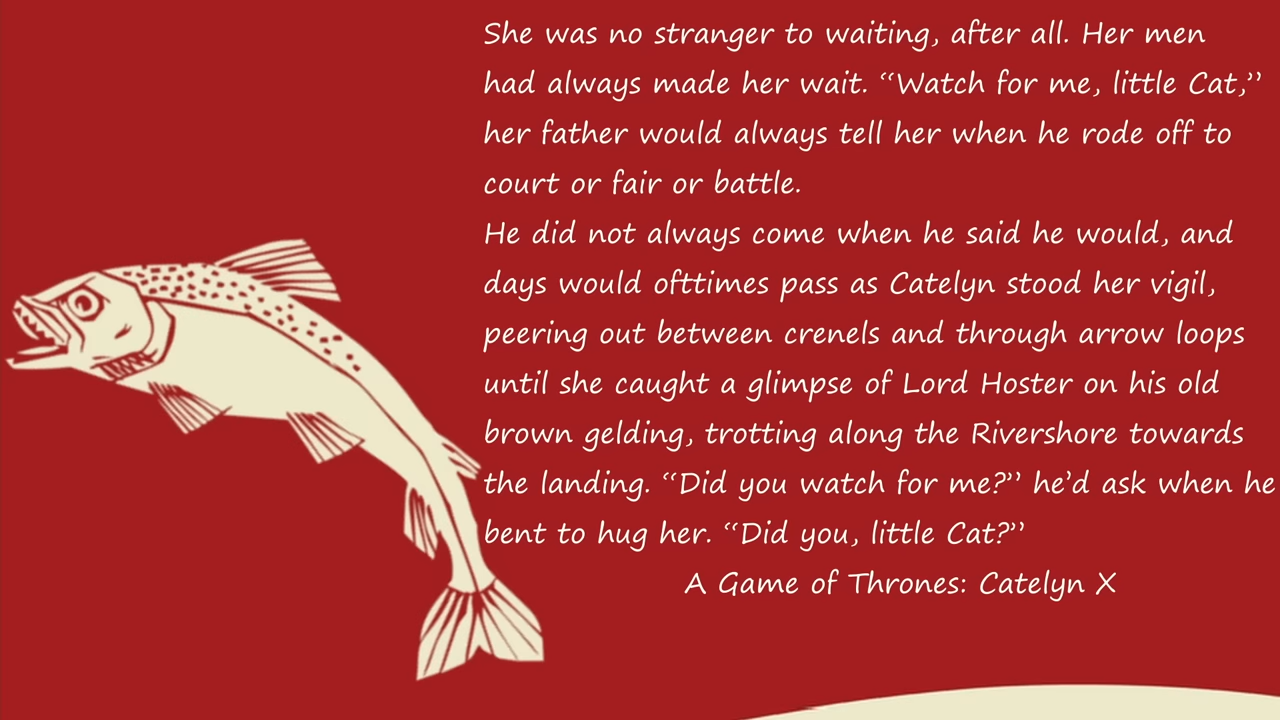 She was no stranger to waiting, after all. Her men
had always made her wait. “Watch for me, little Cat,”
her father would always tell her when he rode off to
court or fair or battle.
He did not always come when he said he would, and
days would ofttimes pass as Catelyn stood her vigil,
peering out between crenels and through arrow loops
until she caught a glimpse of Lord Hoster on his old
brown gelding, trotting along the Rivershore towards
the landing. “Did you watch for me?” he’d ask when he
bent to hug her. “Did you, little Cat?”
A Game of Thrones: Catelyn X